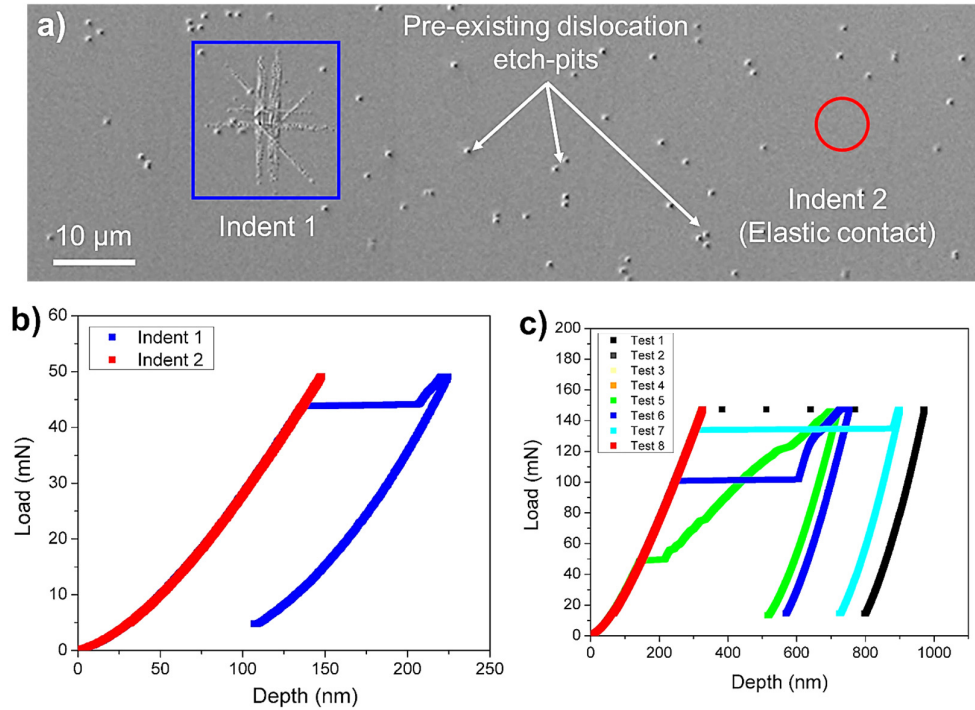 a)
Pre-existing dislocation
etch-pits
Indent 1
Indent 2
(Elastic contact)
10 µm
b)
Indent 1
Indent 2
60
50
40
30
20
10
0
Load (mN)
0 50 100 150 200 250
Depth (nm)
c)
Test 1
Test 2
Test 3
Test 4
Test 5
Test 6
Test 7
Test 8
200
180
160
140
120
100
80
60
40
20
0
Load (mN)
0 200 400 600 800 1000
Depth (nm)